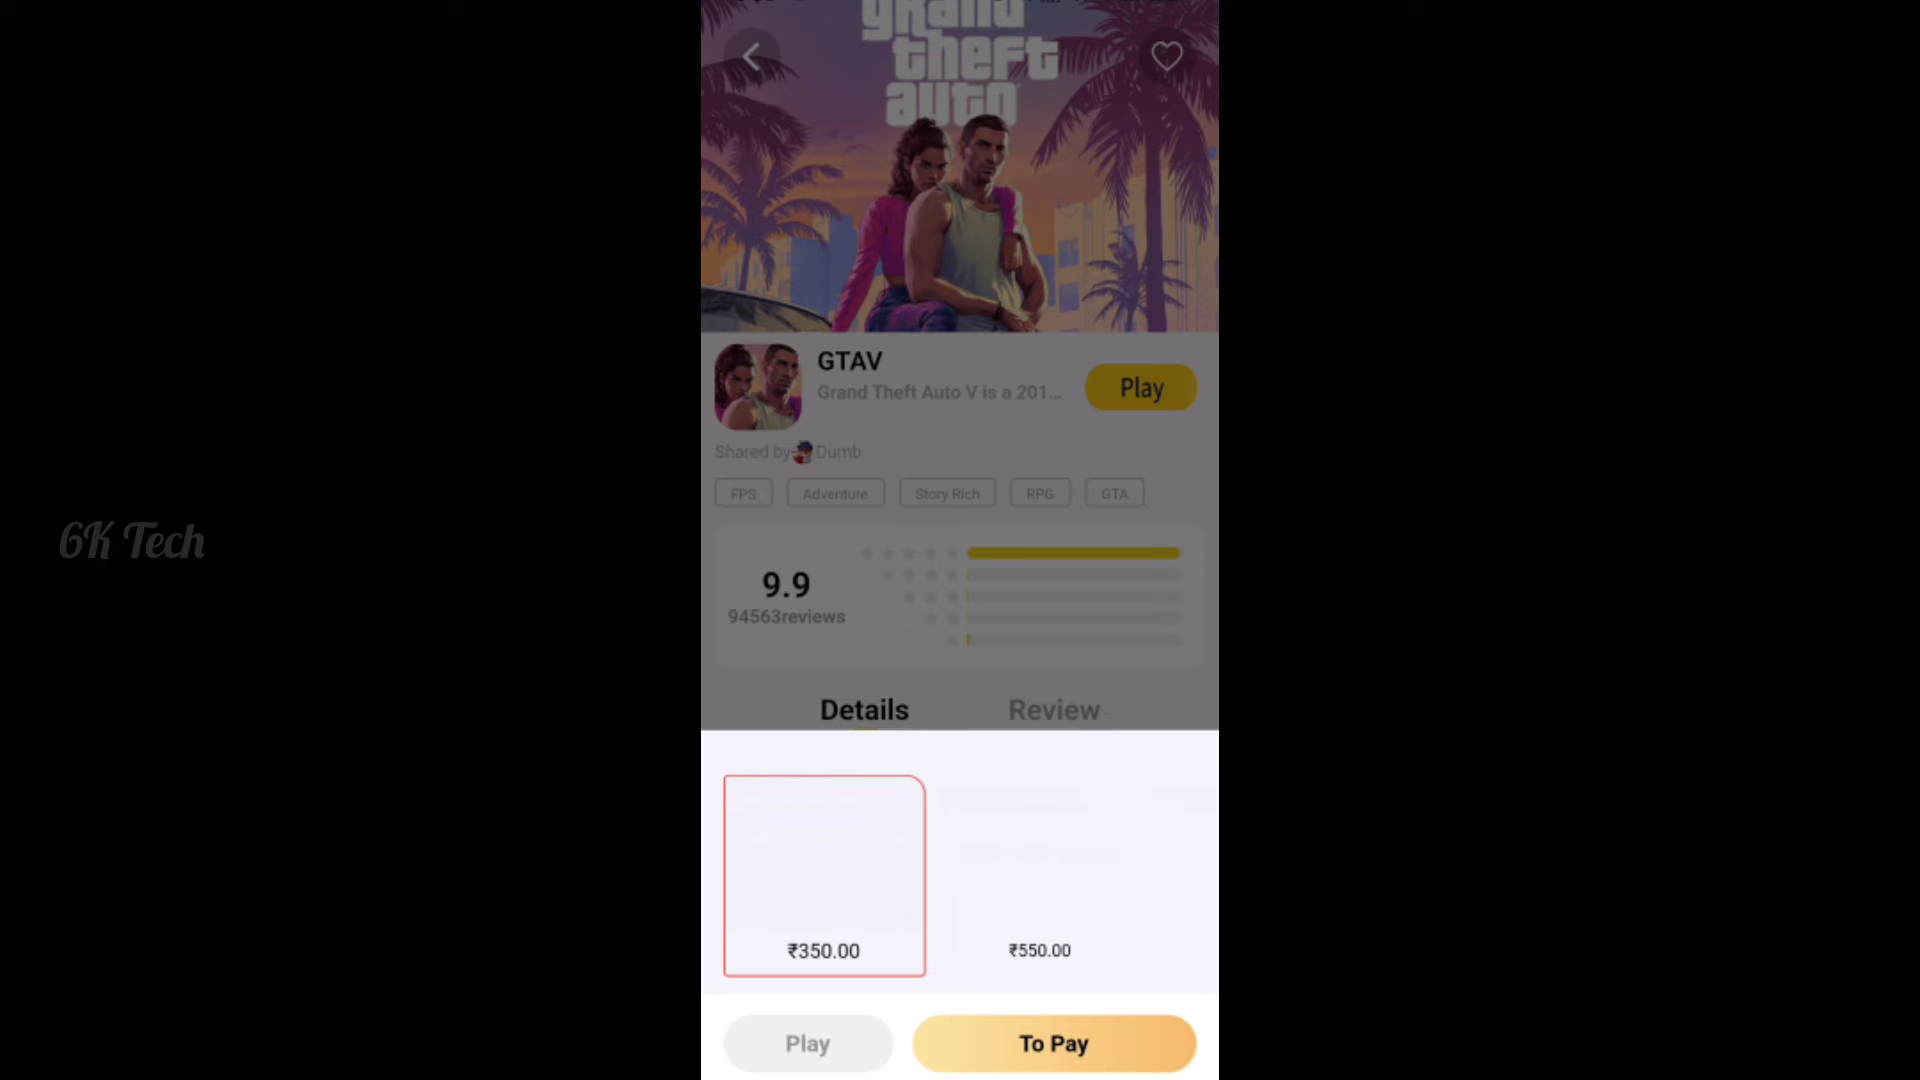 grand
theft
auto
GTAV
Grand Theft Auto V is a 201...
Play
Shared by Dumb
FPS
Adventure
Story Rich
RPG
GTA
9.9
94563reviews
Details
Review
₹350.00
₹550.00
Play
To Pay
6K Tech